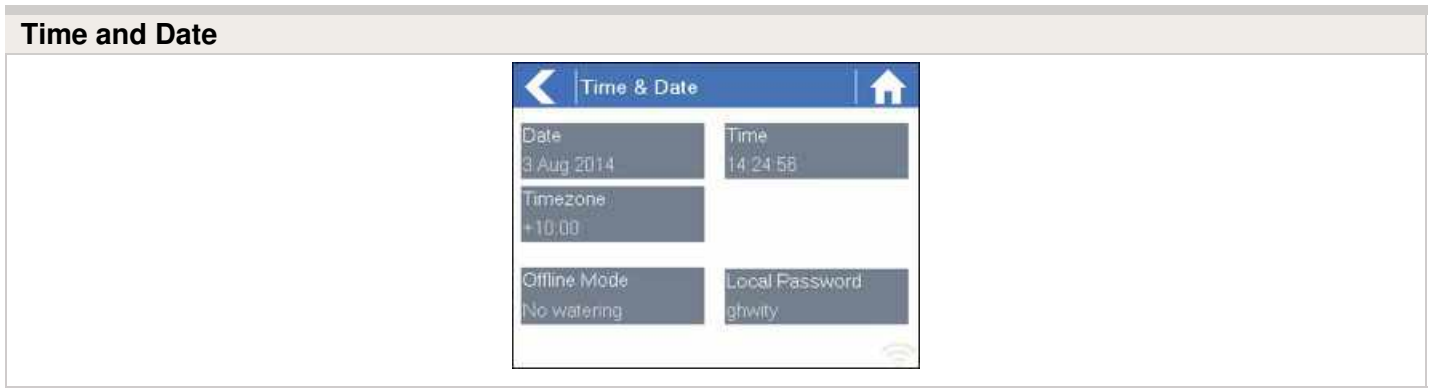 Time and Date
Time & Date
Date
3 Aug 2014
Time
14:24:56
Timezone
+10:00
Offline Mode
No watering
Local Password
ghwity